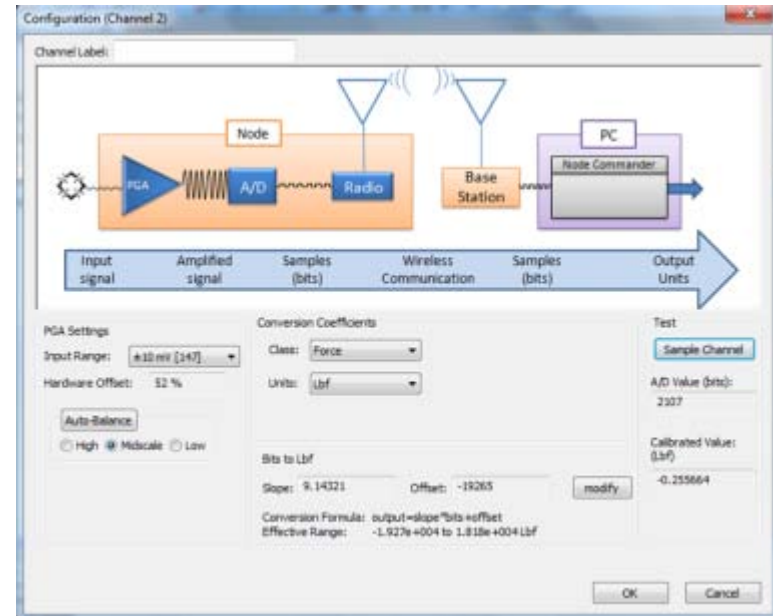 Configuration (Channel 2)
Channel Label:
Node
PC
PGA
A/D
Radio
Base
Station
Node Commander
Input
signal
Amplified
signal
Samples
(bits)
Wireless
Communication
Samples
(bits)
Output
Units
PGA Settings
Input Range: ±10 mV [147]
Hardware Offset: 52 %
Auto-Balance
High Midscale Low
Conversion Coefficients
Class: Force
Units: Lbf
Bits to Lbf
Slope: 9.14321 Offset: -19265 modify
Conversion Formula: output=slope*bits+offset
Effective Range: -1.927e+004 to 1.818e+004 Lbf
Test
Sample Channel
A/D Value (bits):
2107
Calibrated Value:
(Lbf)
-0.255664
OK Cancel